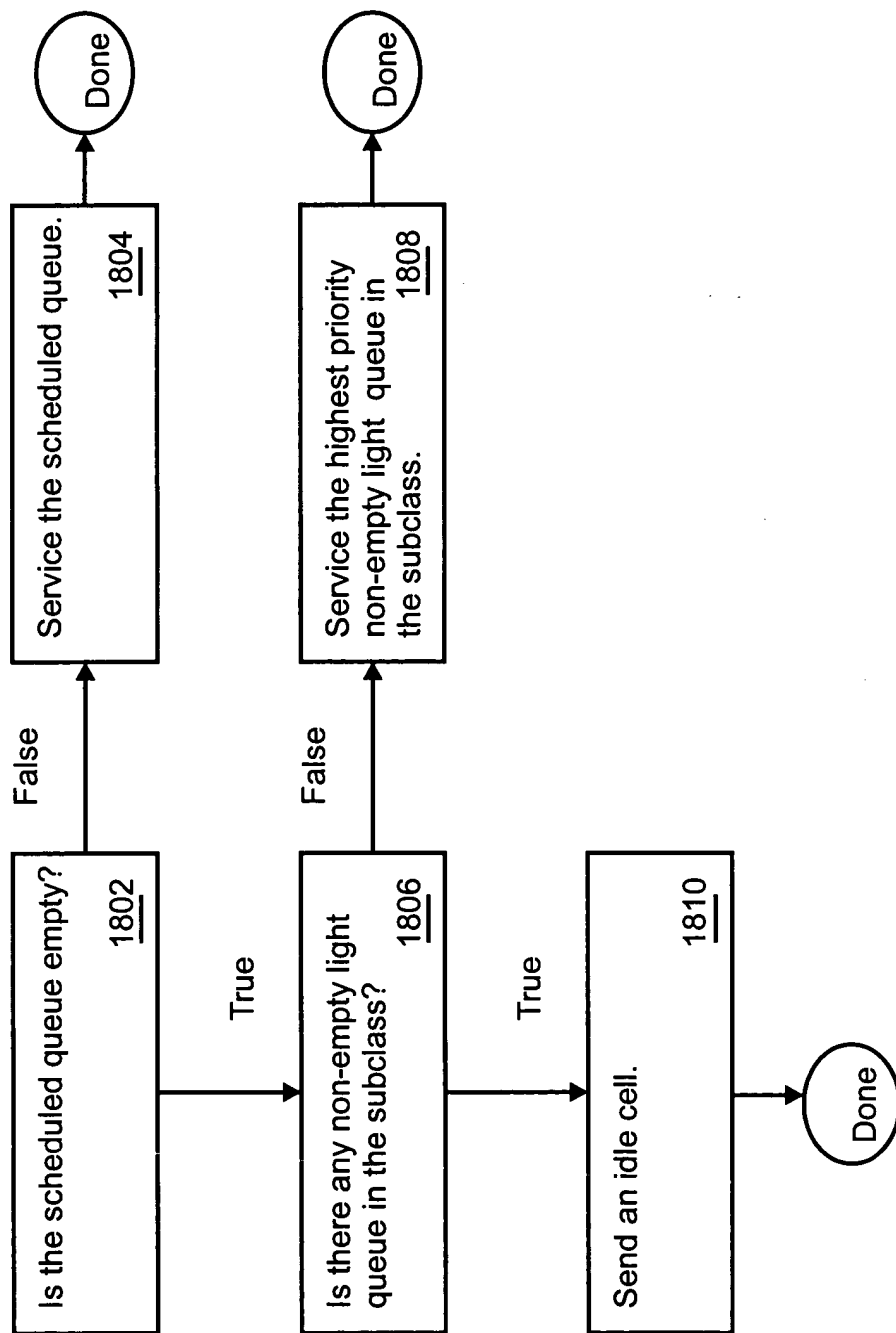 Is the scheduled queue empty?
1802
False
Service the scheduled queue.
1804
Done
True
Is there any non-empty light
queue in the subclass?
1806
False
Service the highest priority
non-empty light queue in
the subclass.
1808
Done
True
Send an idle cell.
1810
Done